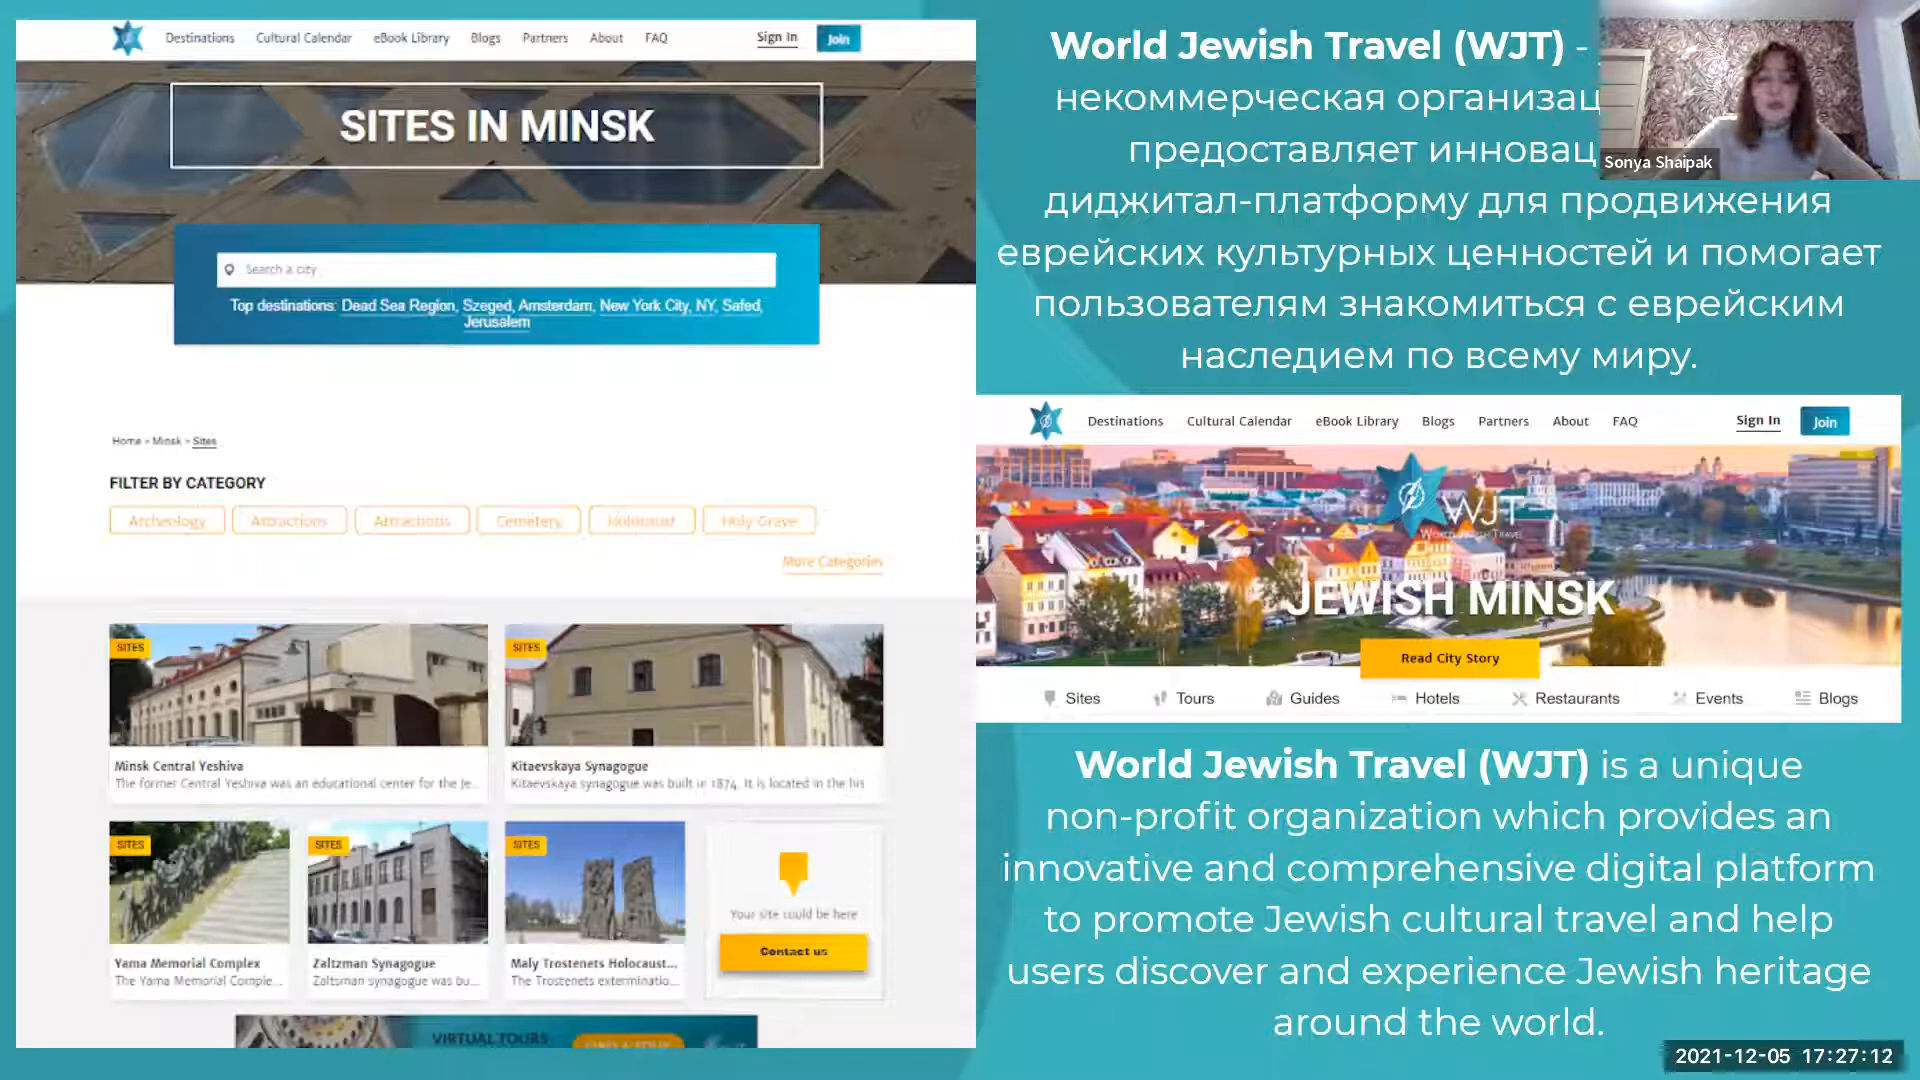 Destinations Cultural Calendar eBook Library Blogs Partners About FAQ Sign In Join
SITES IN MINSK
Search a city
Top destinations: Dead Sea Region, Szeged, Amsterdam, New York City, NY, Safed,
Jerusalem
Home » Minsk » Sites
FILTER BY CATEGORY
Archeology Attractions Attractions Cemetery Holocaust Holy Grave
More Categories
SITES
SITES
Minsk Central Yeshiva
The former Central Yeshiva was an educational center for the Je...
Kitaevskaya Synagogue
Kitaevskaya synagogue was built in 1874. It is located in the his
SITES
SITES
SITES
Your site could be here
Contact us
Yama Memorial Complex
The Yama Memorial Comple...
Zaltzman Synagogue
Zaltsman synagogue was bu...
Maly Trostenets Holocaust...
The Trostenets exterminatio...
VIRTUAL TOURS
FIND A TOUR
World Jewish Travel (WJT) -
некоммерческая организац
предоставляет инновац
диджитал-платформу для продвижения
еврейских культурных ценностей и помогает
пользователям знакомиться с еврейским
наследием по всему миру.
Sonya Shaipak
Destinations Cultural Calendar eBook Library Blogs Partners About FAQ Sign In Join
WJT
World Jewish Travel
JEWISH MINSK
Read City Story
Sites Tours Guides Hotels Restaurants Events Blogs
World Jewish Travel (WJT) is a unique
non-profit organization which provides an
innovative and comprehensive digital platform
to promote Jewish cultural travel and help
users discover and experience Jewish heritage
around the world.
2021-12-05 17:27:12